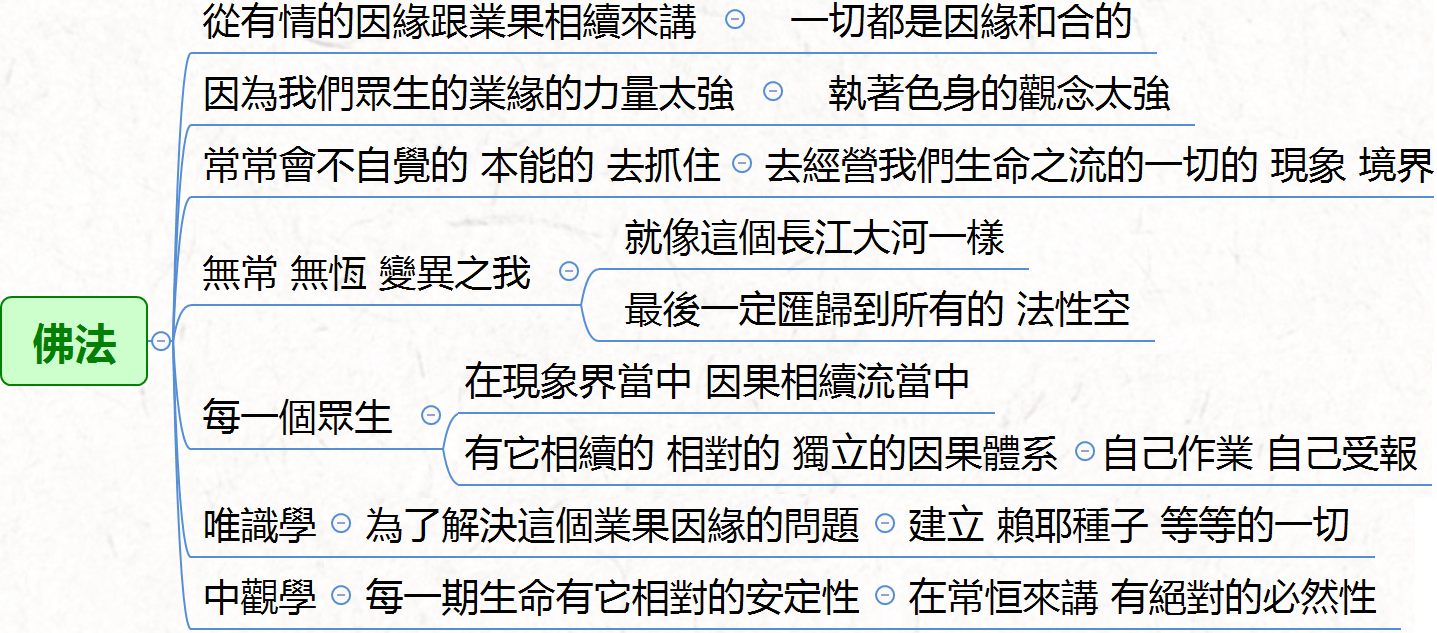 從有情的因緣跟業果相續來講 一切都是因緣和合的
因為我們眾生的業緣的力量太強 執著色身的觀念太強
常常會不自覺的 本能的 去抓住 去經營我們生命之流的一切的 現象 境界
就像這個長江大河一樣
無常 無恆 變異之我
最後一定匯歸到所有的 法性空
佛法
在現象界當中 因果相續流當中
每一個眾生
有它相續的 相對的 獨立的因果體系 自己作業 自己受報
唯識學 為了解決這個業果因緣的問題 建立 賴耶種子 等等的一切
中觀學 每一期生命有它相對的安定性 在常恒來講 有絕對的必然性